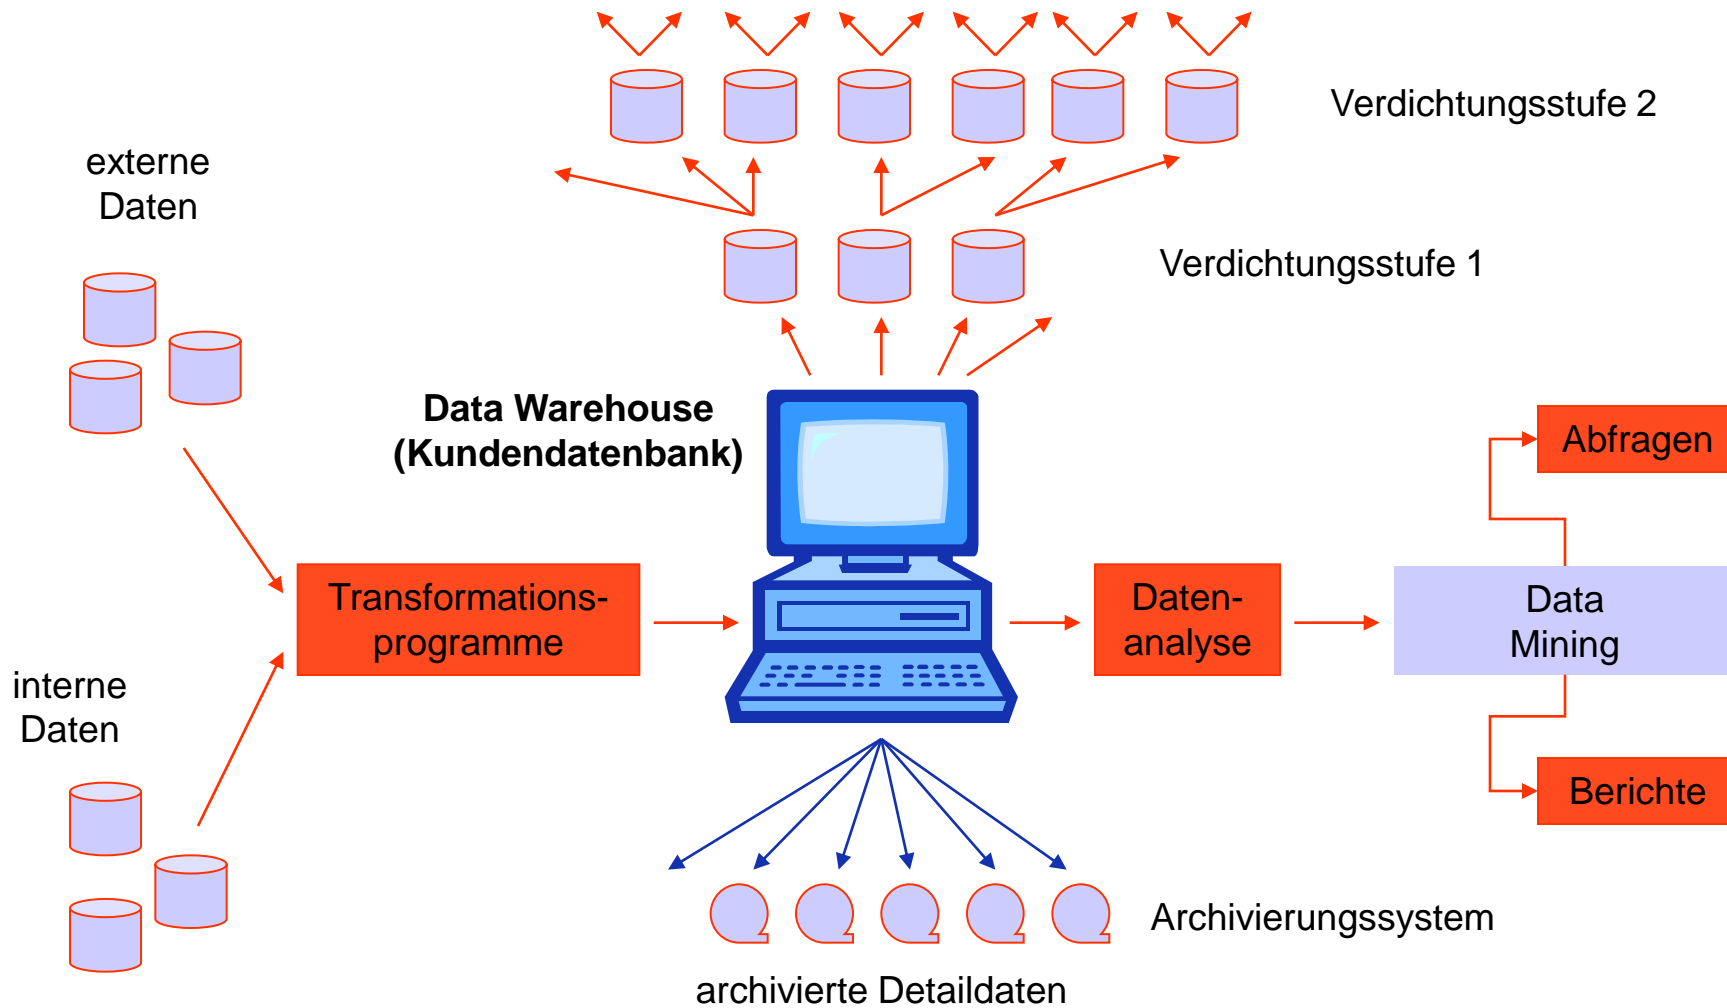 Verdichtungsstufe 2
externe
Daten
Verdichtungsstufe 1
Data Warehouse
(Kundendatenbank)
Abfragen
Transformations-
programme
Daten-
analyse
Data
Mining
interne
Daten
Berichte
Archivierungssystem
archivierte Detaildaten